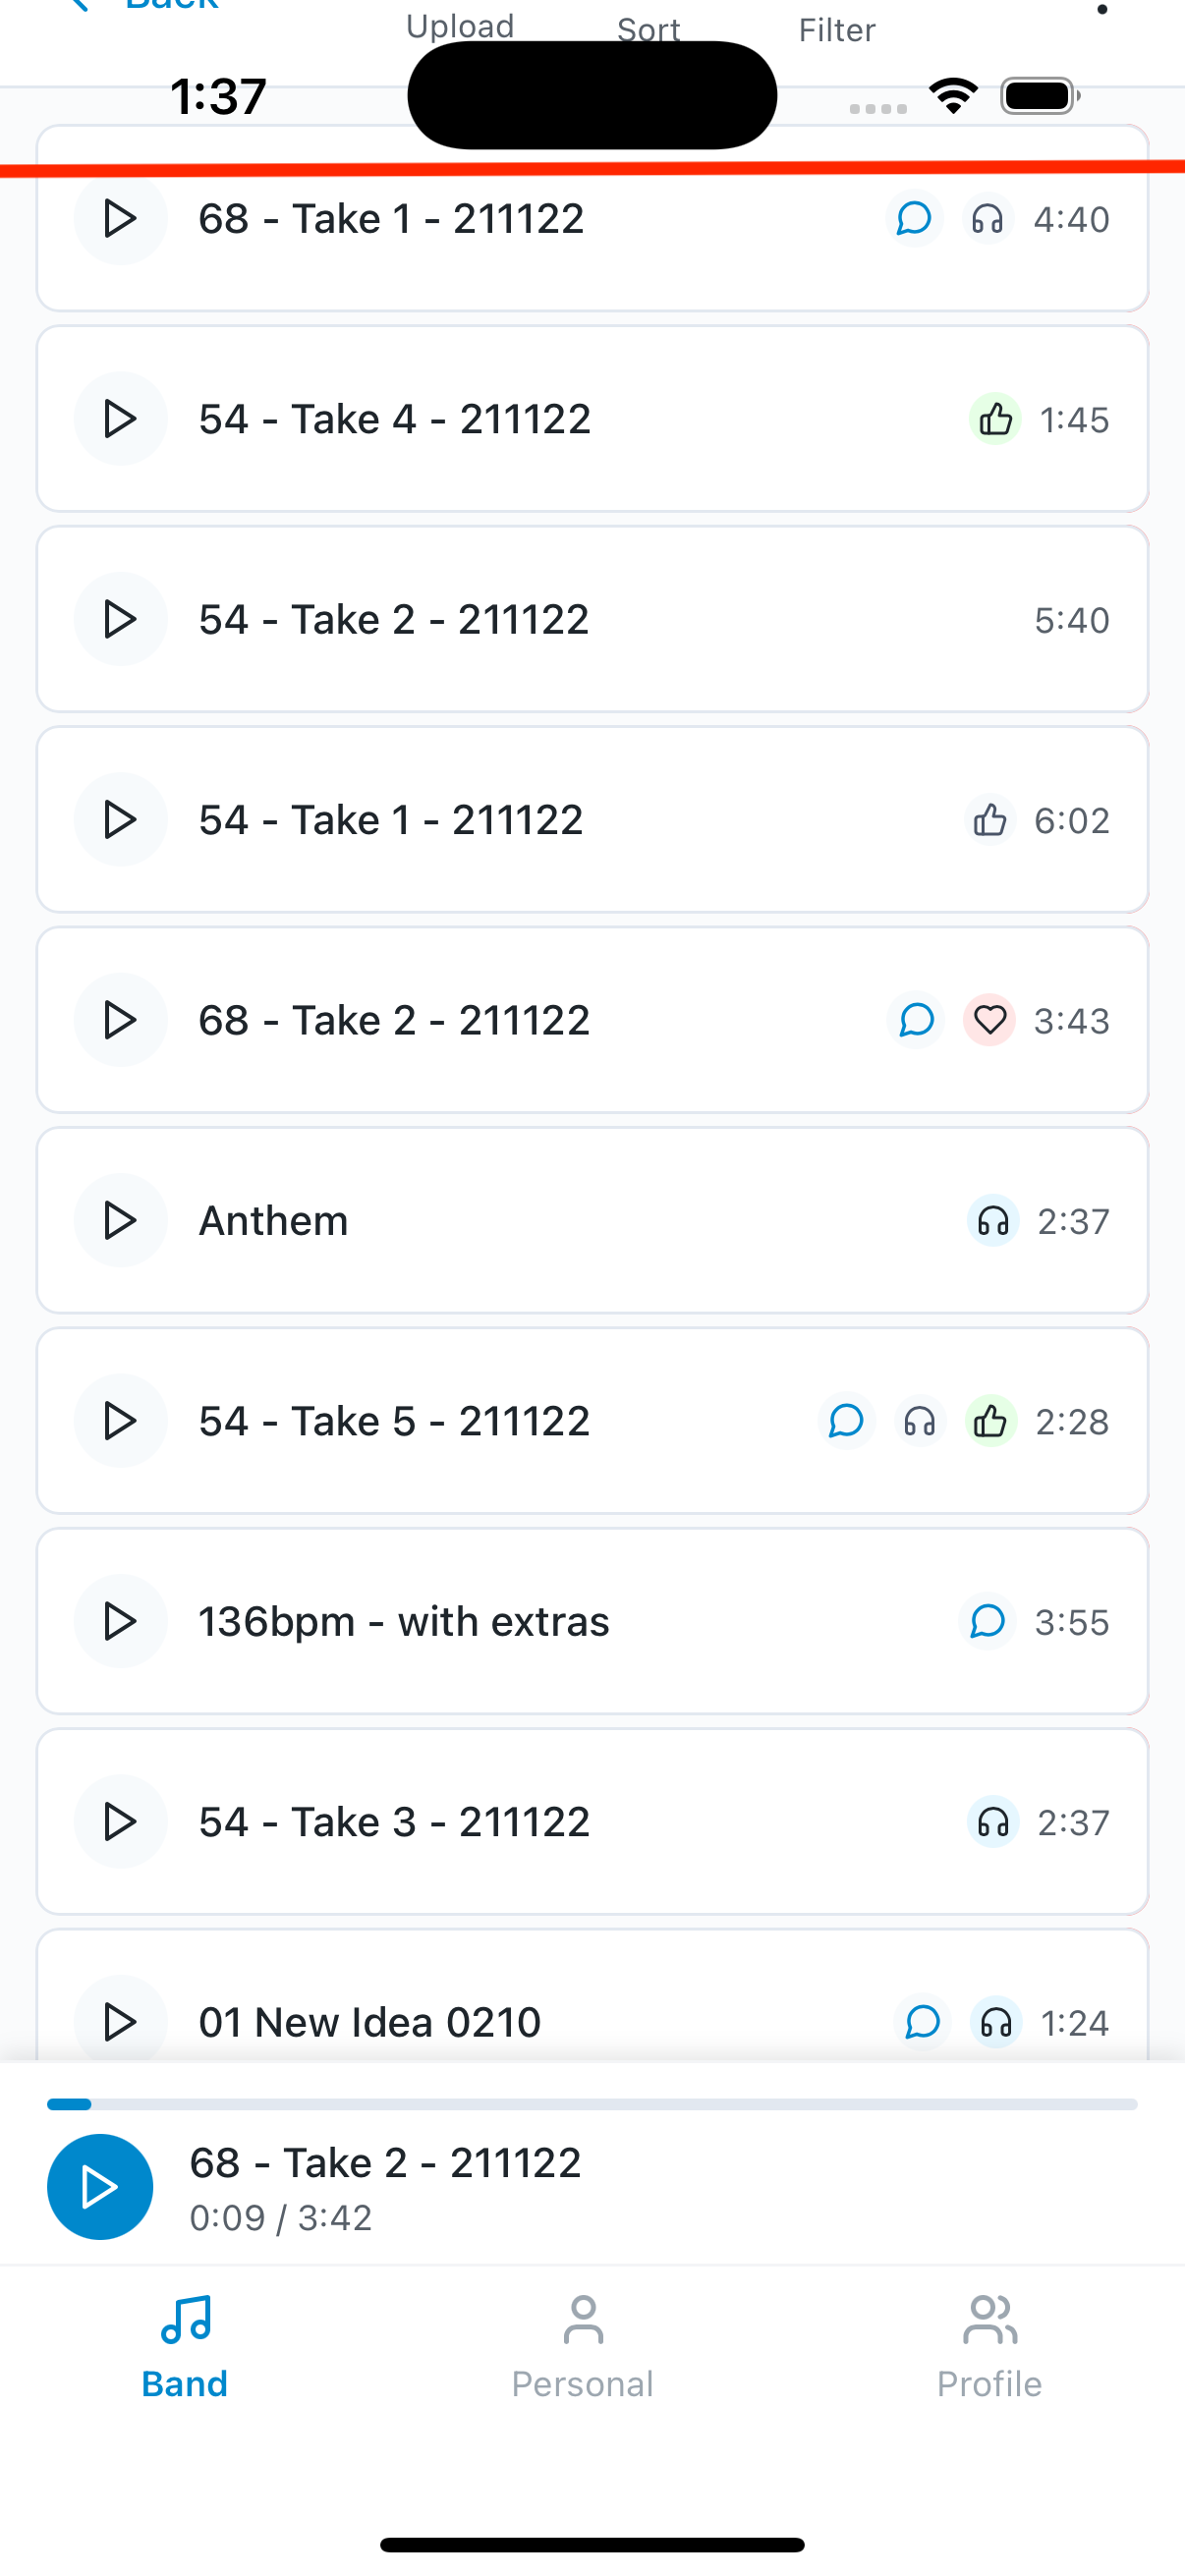 Back
Upload Sort Filter
1:37
68 - Take 1 - 211122 4:40
54 - Take 4 - 211122 1:45
54 - Take 2 - 211122 5:40
54 - Take 1 - 211122 6:02
68 - Take 2 - 211122 3:43
Anthem 2:37
54 - Take 5 - 211122 2:28
136bpm - with extras 3:55
54 - Take 3 - 211122 2:37
01 New Idea 0210 1:24
68 - Take 2 - 211122
0:09 / 3:42
Band Personal Profile